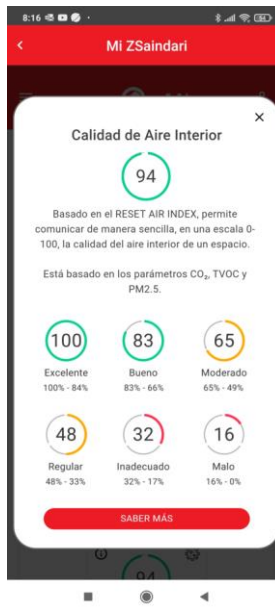 8:16
84
Mi ZSaindari
×
Calidad de Aire Interior
94
Basado en el RESET AIR INDEX, permite
comunicar de manera sencilla, en una escala 0-
100, la calidad del aire interior de un espacio.
Está basado en los parámetros CO₂, TVOC y
PM2.5.
100
83
65
Excelente
Bueno
Moderado
100% - 84%
83% - 66%
65% - 49%
48
32
16
Regular
Inadecuado
Malo
48% - 33%
32% - 17%
16% - 0%
SABER MÁS
94